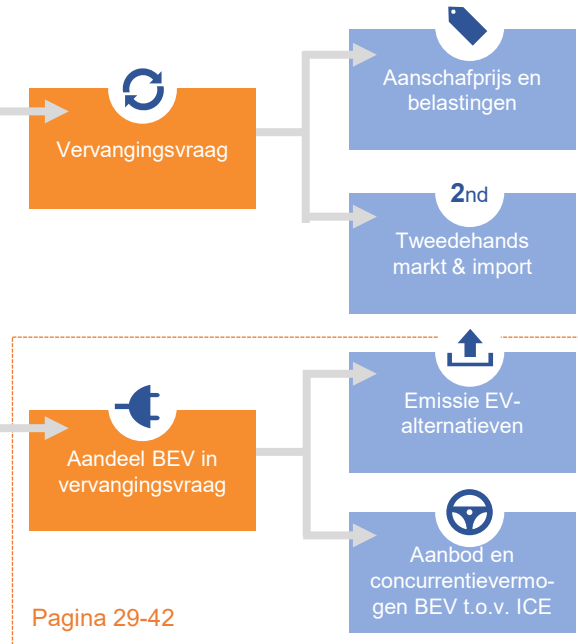 Vervangingsvraag
Aanschafprijs en
belastingen
2nd
Tweedehands
markt & import
Aandeel BEV in
vervangingsvraag
Emissie EV-
alternatieven
Aanbod en
concurrentievermo-
gen BEV t.o.v. ICE
Pagina 29-42